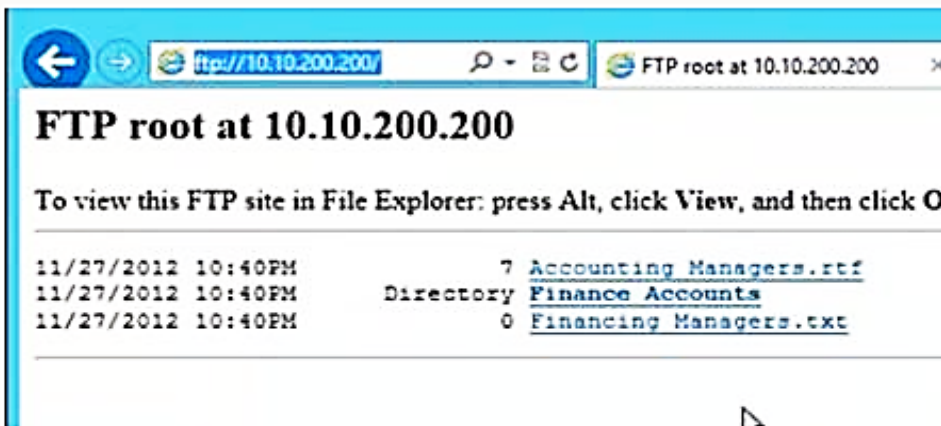 ftp://10.10.200.200/
FTP root at 10.10.200.200
FTP root at 10.10.200.200
To view this FTP site in File Explorer: press Alt, click View, and then click O
11/27/2012 10:40PM 7 Accounting Managers.rtf
11/27/2012 10:40PM Directory Finance Accounts
11/27/2012 10:40PM 0 Financing Managers.txt